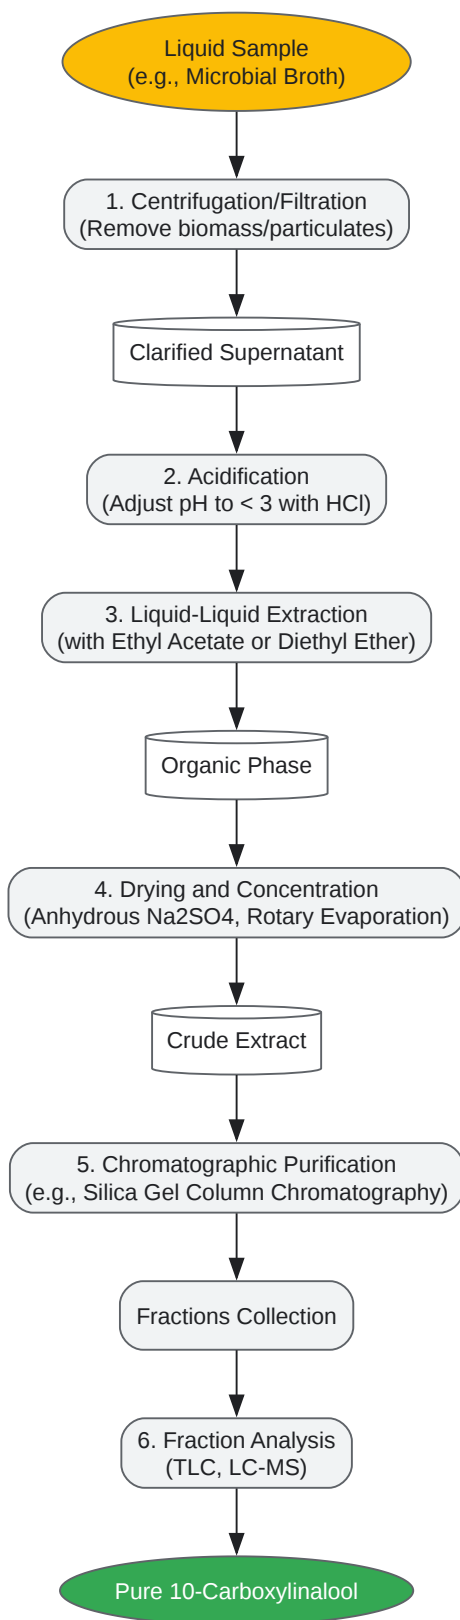 Liquid Sample
(e.g., Microbial Broth)
1. Centrifugation/Filtration
(Remove biomass/particulates)
Clarified Supernatant
2. Acidification
(Adjust pH to < 3 with HCl)
3. Liquid-Liquid Extraction
(with Ethyl Acetate or Diethyl Ether)
Organic Phase
4. Drying and Concentration
(Anhydrous Na2SO4, Rotary Evaporation)
Crude Extract
5. Chromatographic Purification
(e.g., Silica Gel Column Chromatography)
Fractions Collection
6. Fraction Analysis
(TLC, LC-MS)
Pure 10-Carboxylinalool